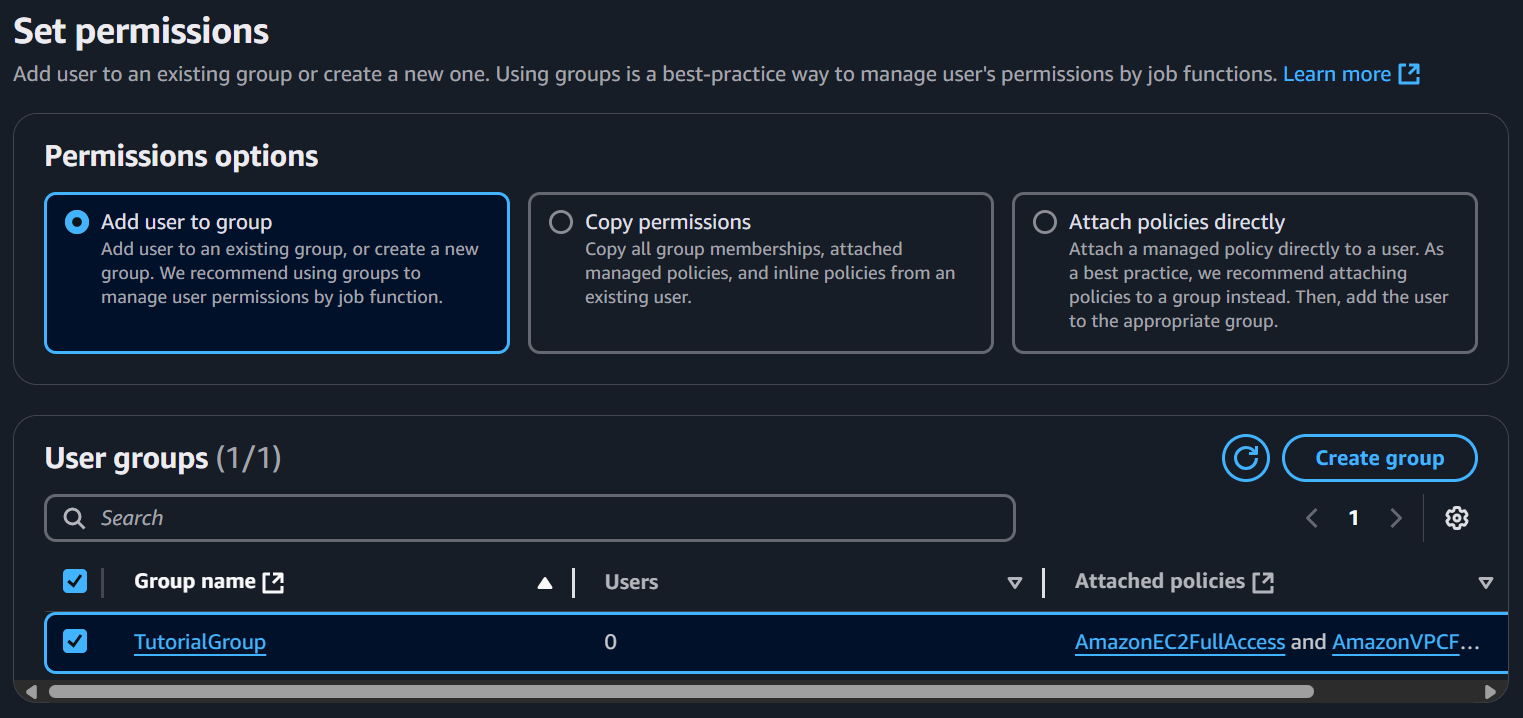 Set permissions
Add user to an existing group or create a new one. Using groups is a best-practice way to manage user's permissions by job functions. Learn more
Permissions options
Add user to group
Add user to an existing group, or create a new
group. We recommend using groups to
manage user permissions by job function.
Copy permissions
Copy all group memberships, attached
managed policies, and inline policies from an
existing user.
Attach policies directly
Attach a managed policy directly to a user. As
a best practice, we recommend attaching
policies to a group instead. Then, add the user
to the appropriate group.
User groups (1/1)
Create group
Search
1
Group name
Users
Attached policies
TutorialGroup
0
AmazonEC2FullAccess and AmazonVPCF...